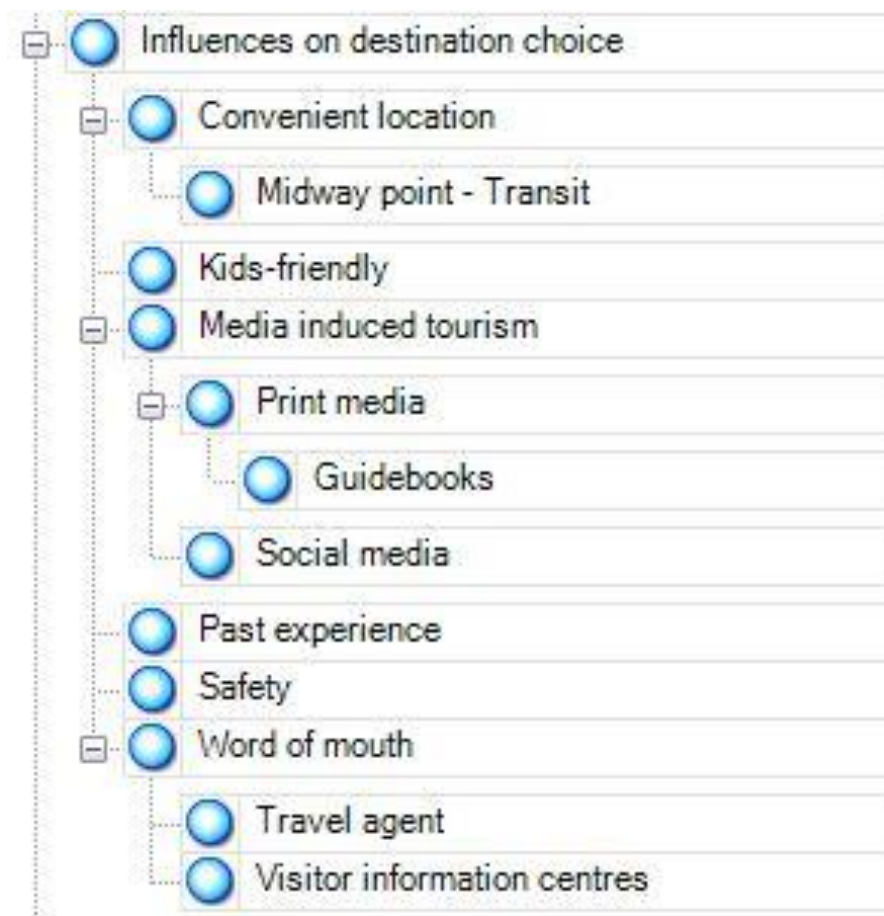 Influences on destination choice
Convenient location
Midway point - Transit
Kids-friendly
Media induced tourism
Print media
Guidebooks
Social media
Past experience
Safety
Word of mouth
Travel agent
Visitor information centres